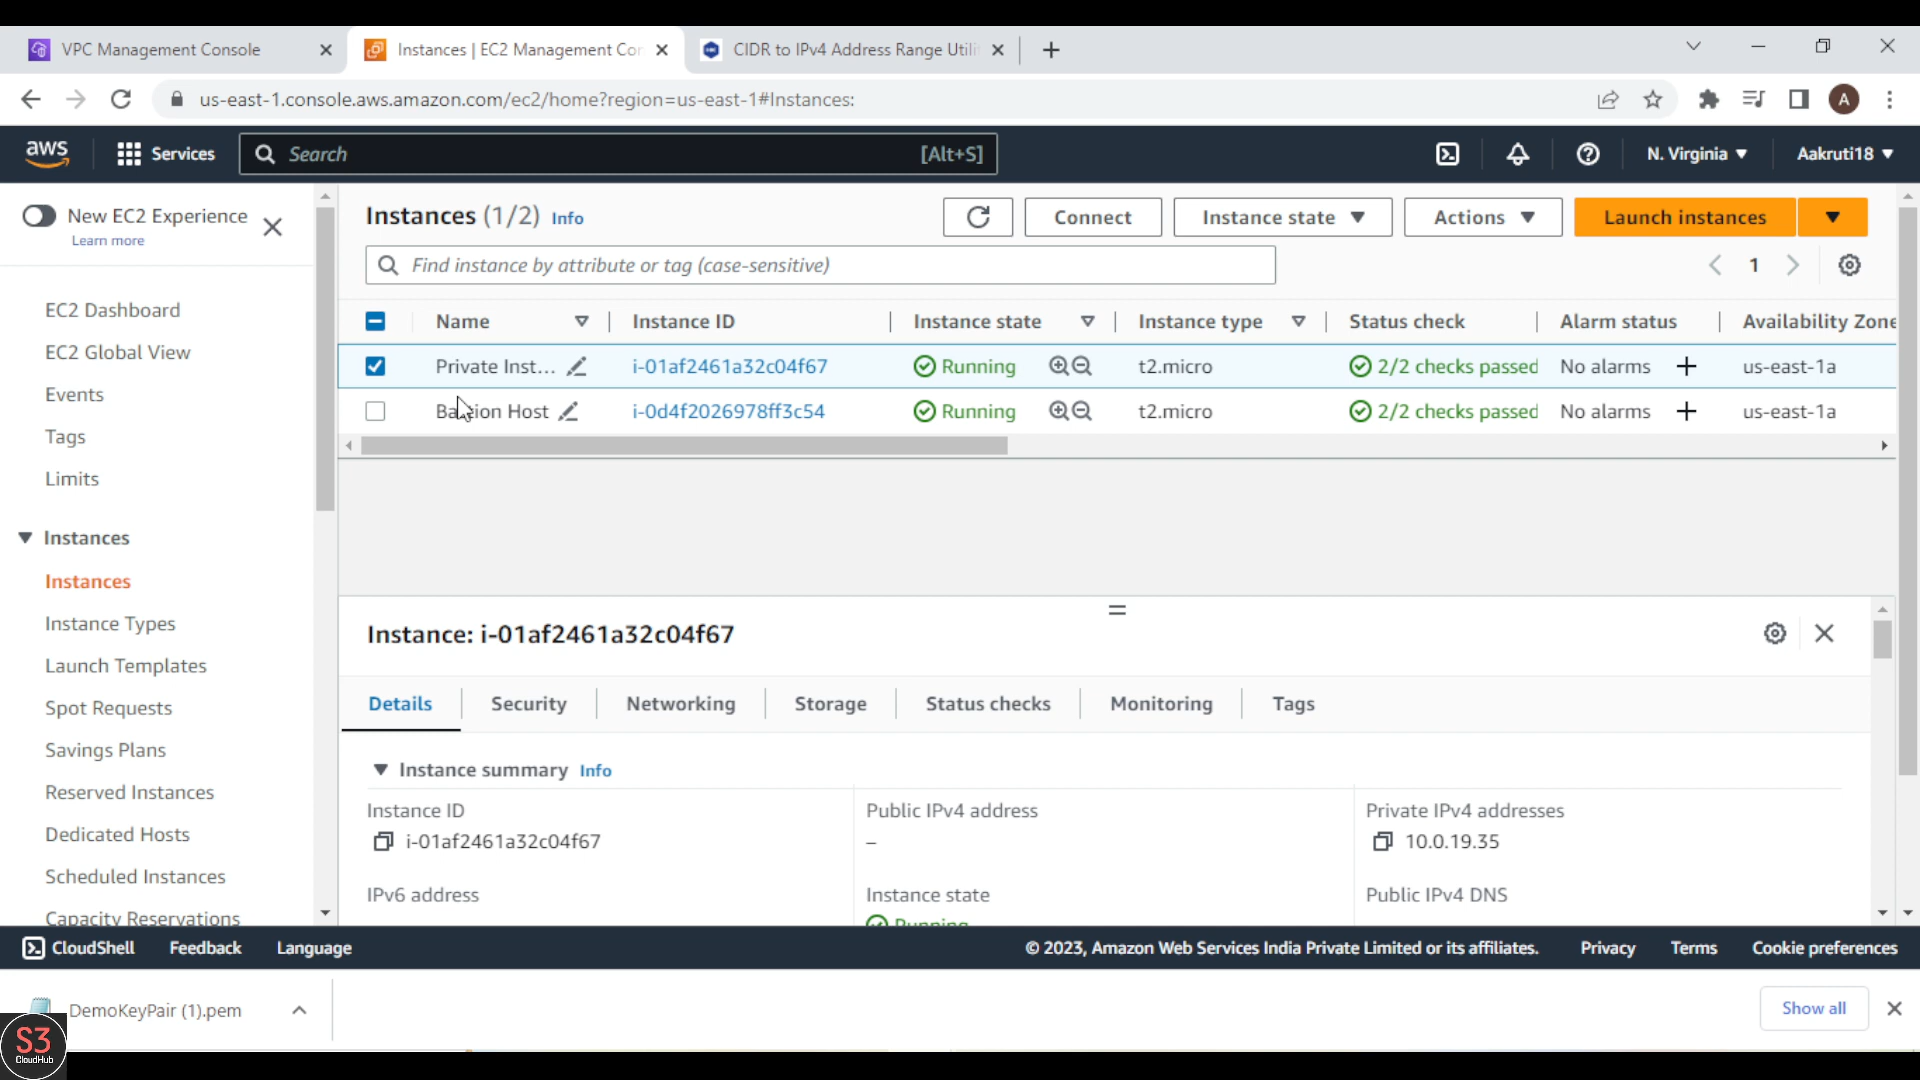 VPC Management Console
Instances | EC2 Management Con
CIDR to IPv4 Address Range Utili
us-east-1.console.aws.amazon.com/ec2/home?region=us-east-1#Instances:
A
aws
Services
Search
[Alt+S]
N. Virginia
Aakruti18
New EC2 Experience
Learn more
EC2 Dashboard
EC2 Global View
Events
Tags
Limits
Instances
Instances
Instance Types
Launch Templates
Spot Requests
Savings Plans
Reserved Instances
Dedicated Hosts
Scheduled Instances
Capacity Reservations
Instances (1/2) Info
Connect
Instance state
Actions
Launch instances
Find instance by attribute or tag (case-sensitive)
1
Name Instance ID Instance state Instance type Status check Alarm status Availability Zone
Private Inst... i-01af2461a32c04f67 Running t2.micro 2/2 checks passed No alarms us-east-1a
Bastion Host i-0d4f2026978ff3c54 Running t2.micro 2/2 checks passed No alarms us-east-1a
Instance: i-01af2461a32c04f67
Details Security Networking Storage Status checks Monitoring Tags
Instance summary Info
Instance ID
i-01af2461a32c04f67
Public IPv4 address
–
Private IPv4 addresses
10.0.19.35
IPv6 address
Instance state
Running
Public IPv4 DNS
CloudShell Feedback Language
© 2023, Amazon Web Services India Private Limited or its affiliates. Privacy Terms Cookie preferences
DemoKeyPair (1).pem
Show all
S3
CloudHub